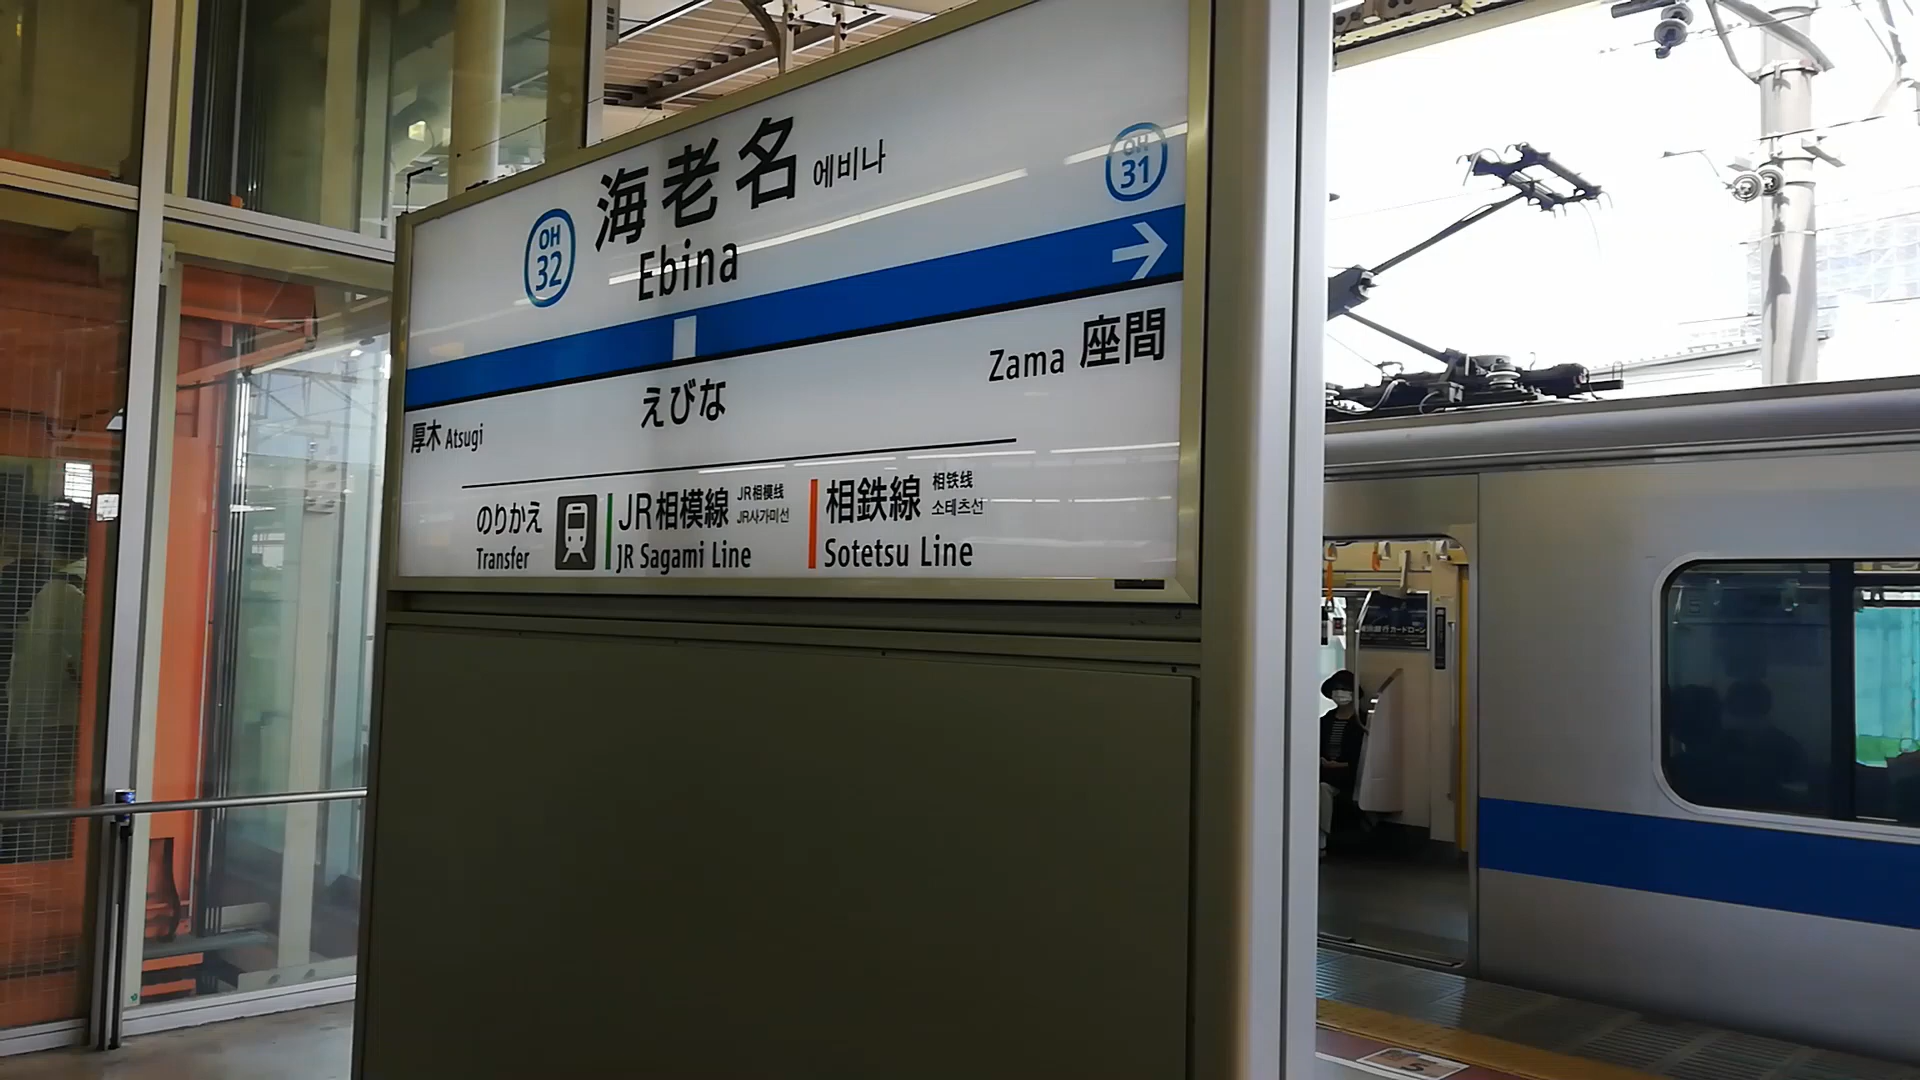 OH
32
海老名 에비나
Ebina
OH
31
えびな
厚木 Atsugi
Zama 座間
のりかえ
Transfer
JR相模線 JR相模线
JR사가미선
JR Sagami Line
相鉄線 相铁线
소테츠선
Sotetsu Line